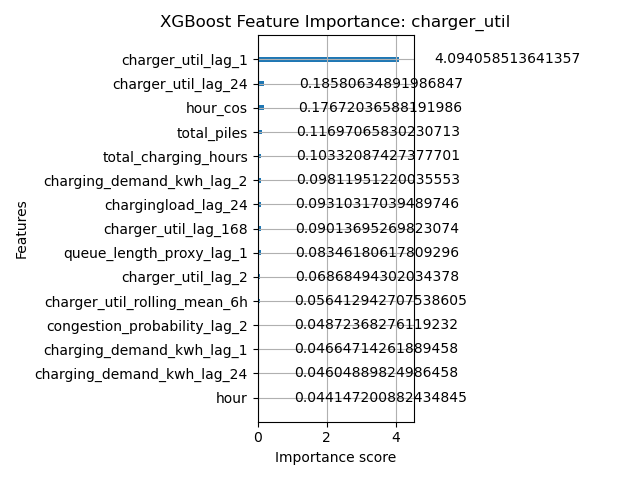 XGBoost Feature Importance: charger_util
charger_util_lag_1 4.094058513641357
charger_util_lag_24 0.18580634891986847
hour_cos 0.17672036588191986
total_piles 0.11697065830230713
total_charging_hours 0.10332087427377701
charging_demand_kwh_lag_2 0.09811951220035553
chargingload_lag_24 0.09310317039489746
charger_util_lag_168 0.09013695269823074
queue_length_proxy_lag_1 0.08346180617809296
charger_util_lag_2 0.06868494302034378
charger_util_rolling_mean_6h 0.056412942707538605
congestion_probability_lag_2 0.04872368276119232
charging_demand_kwh_lag_1 0.04664714261889458
charging_demand_kwh_lag_24 0.04604889824986458
hour 0.044147200882434845
Features
0 2 4
Importance score